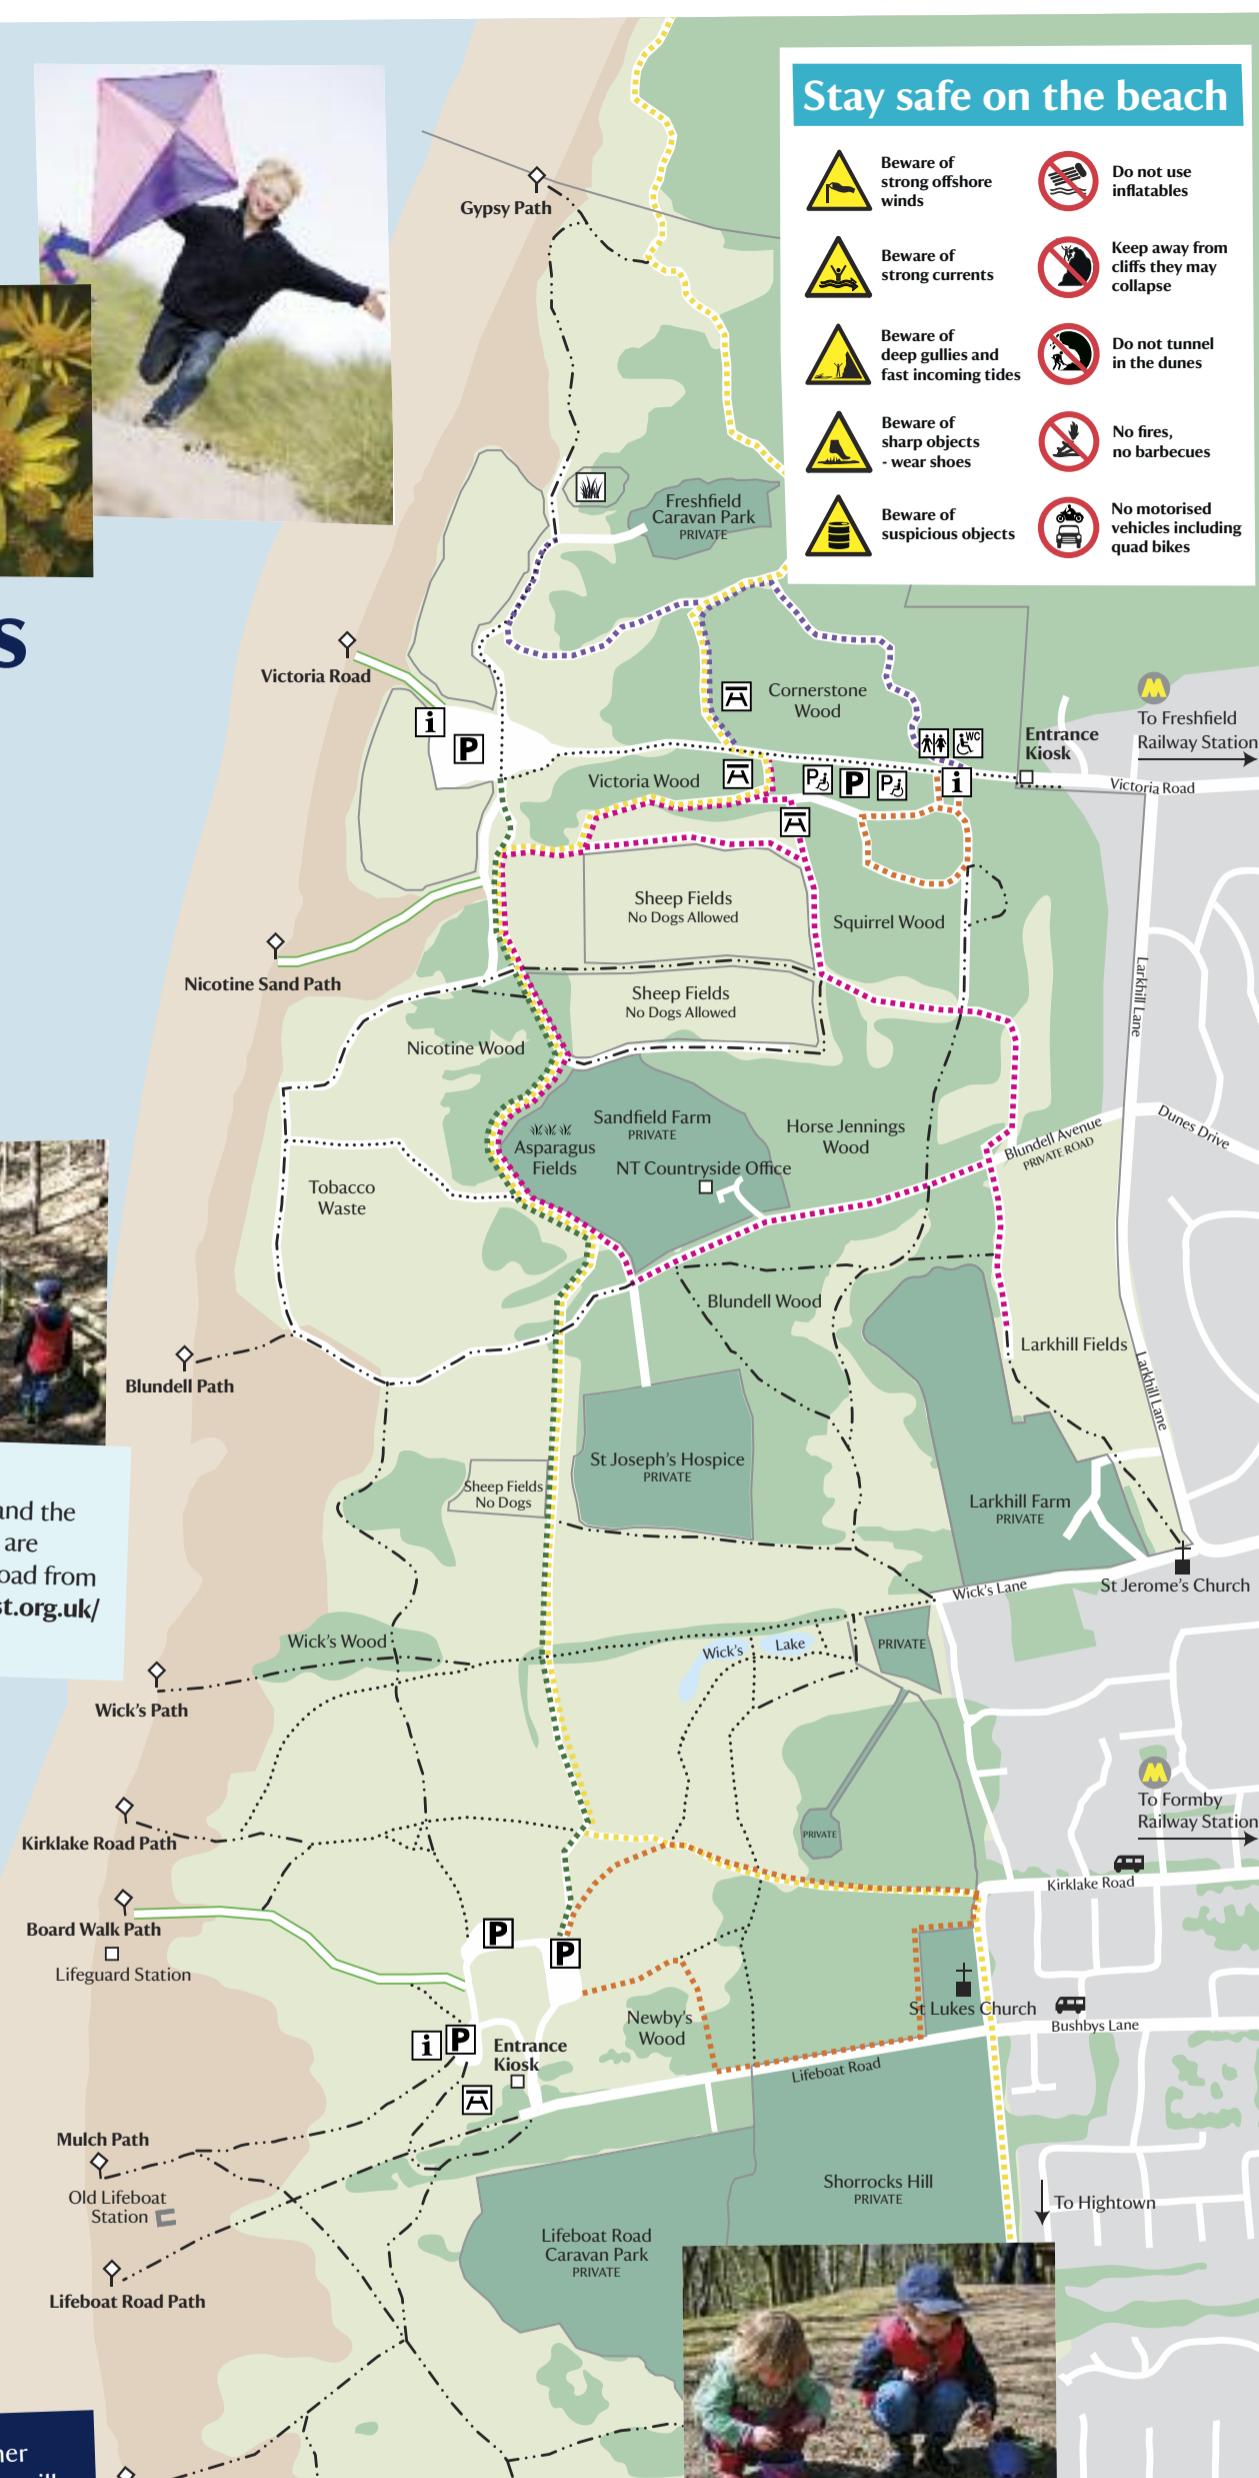 Stay safe on the beach
Beware of
strong offshore
winds
Do not use
inflatables
Beware of
strong currents
Keep away from
cliffs they may
collapse
Beware of
deep gullies and
fast incoming tides
Do not tunnel
in the dunes
Beware of
sharp objects
- wear shoes
No fires,
no barbecues
Beware of
suspicious objects
No motorised
vehicles including
quad bikes
Gypsy Path
Freshfield
Caravan Park
PRIVATE
s
Victoria Road
i
P
Cornerstone
Wood
M
To Freshfield
Railway Station
Entrance
Kiosk
WC
Victoria Wood
P
P
P
i
Victoria Road
Sheep Fields
No Dogs Allowed
Squirrel Wood
Larkhill Lane
Nicotine Sand Path
Sheep Fields
No Dogs Allowed
Nicotine Wood
Sandfield Farm
PRIVATE
Asparagus
Fields
NT Countryside Office
Horse Jennings
Wood
Blundell Avenue
PRIVATE ROAD
Dunes Drive
Tobacco
Waste
Blundell Wood
Larkhill Fields
Larkhill Lane
Blundell Path
St Joseph's Hospice
PRIVATE
Sheep Fields
No Dogs
Larkhill Farm
PRIVATE
and the
are
oad from
st.org.uk/
Wick's Lane
St Jerome's Church
Wick's Wood
Wick's Lake
PRIVATE
Wick's Path
M
To Formby
Railway Station
Kirklake Road Path
PRIVATE
Kirklake Road
Board Walk Path
Lifeguard Station
P
P
St Lukes Church
Bushbys Lane
i
P
Entrance
Kiosk
Newby's
Wood
Lifeboat Road
Mulch Path
Old Lifeboat
Station
Shorrocks Hill
PRIVATE
To Hightown
Lifeboat Road
Caravan Park
PRIVATE
Lifeboat Road Path
ner